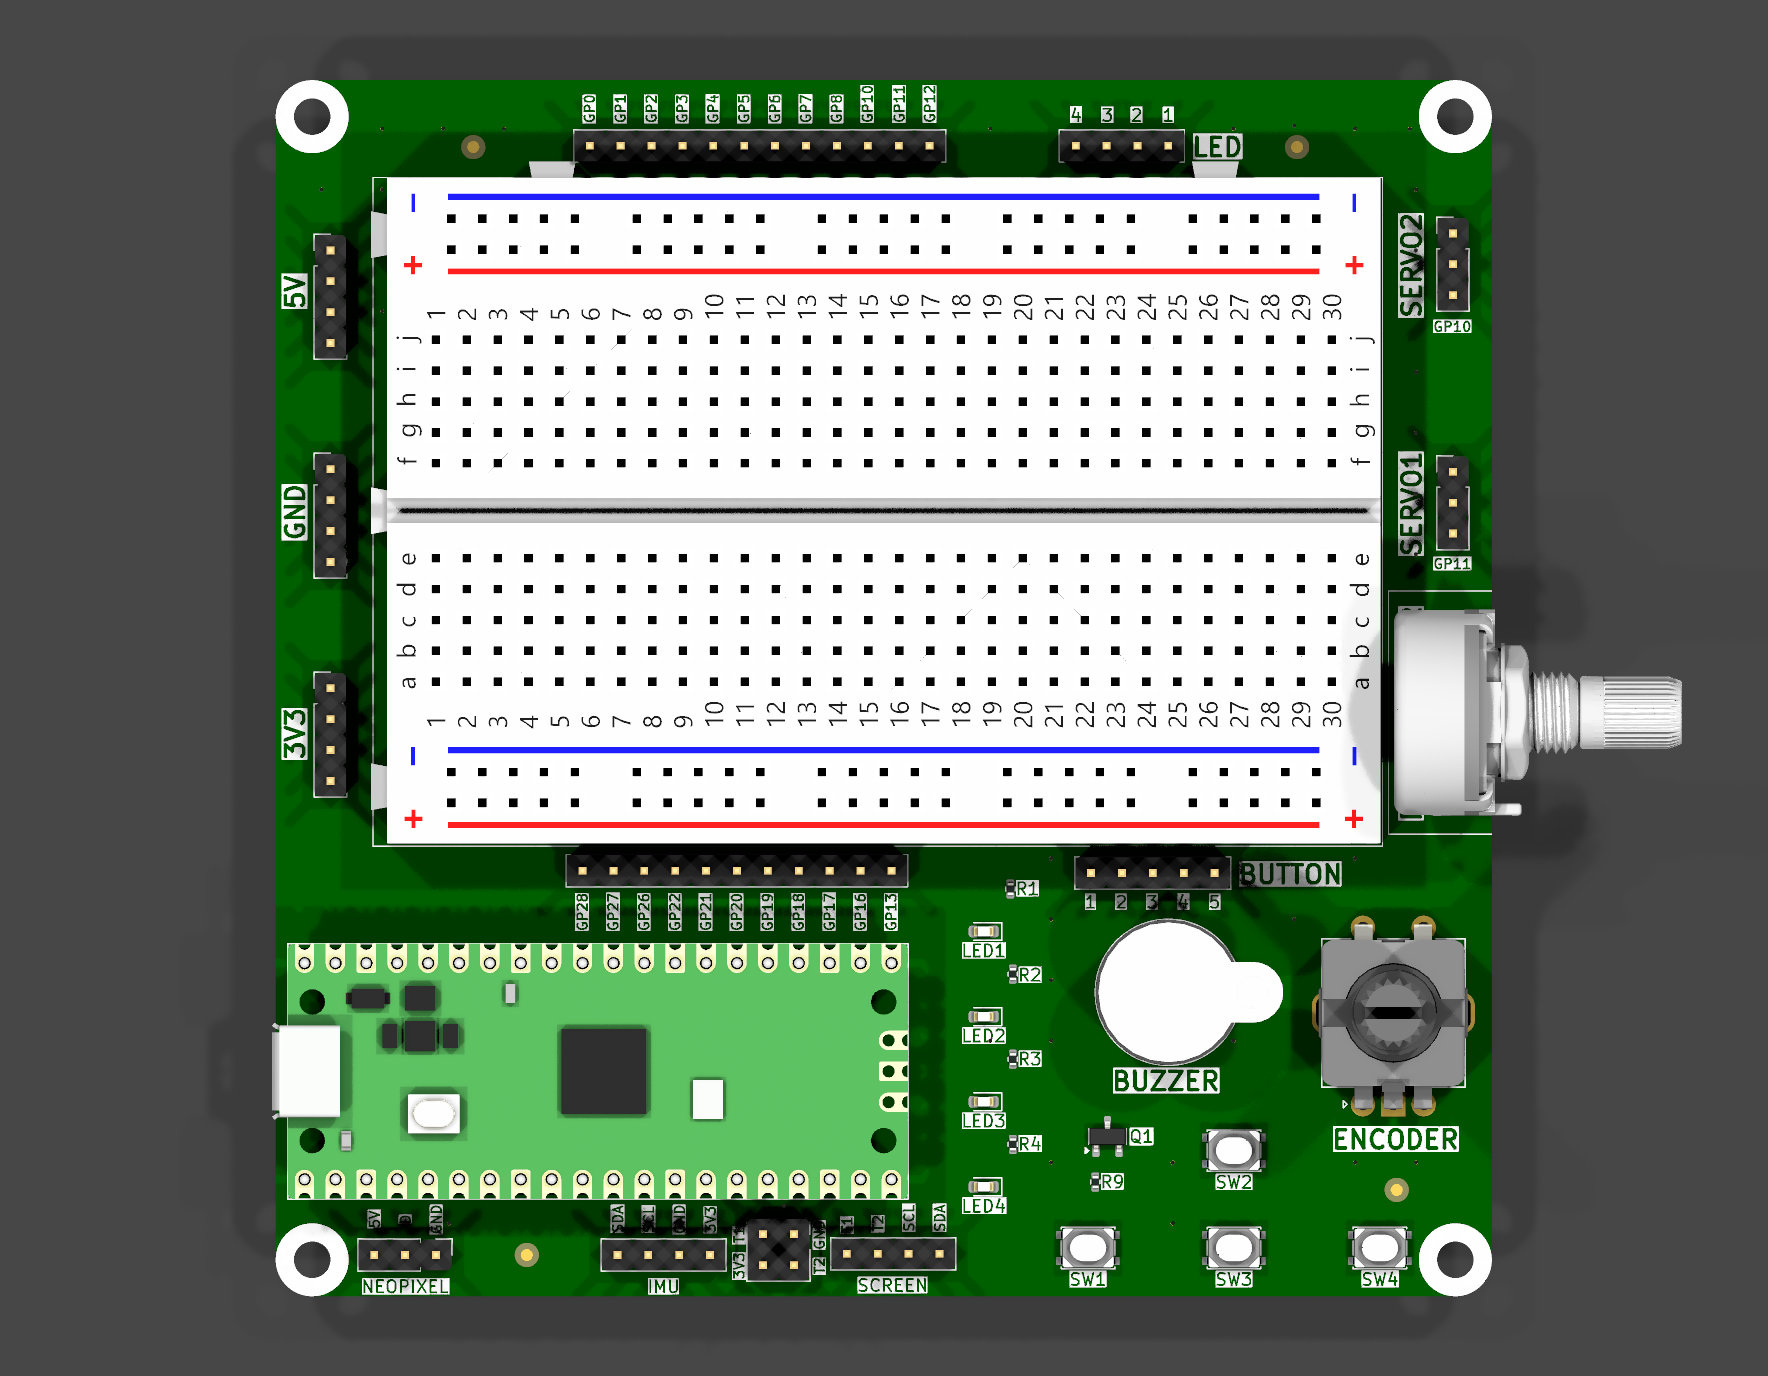 GP0 GP1 GP2 GP3 GP4 GP5 GP6 GP7 GP8 GP10 GP11 GP12
4 3 2 1
LED
5V
GND
3V3
SERVO2
GP10
SERVO1
GP11
− −
+ +
1 2 3 4 5 6 7 8 9 10 11 12 13 14 15 16 17 18 19 20 21 22 23 24 25 26 27 28 29 30
j j
i i
h h
g g
f f
e e
d d
c c
b b
a a
1 2 3 4 5 6 7 8 9 10 11 12 13 14 15 16 17 18 19 20 21 22 23 24 25 26 27 28 29 30
− −
+ +
GP28 GP27 GP26 GP22 GP21 GP20 GP19 GP18 GP17 GP16 GP13
BUTTON
1 2 3 4 5
R1
LED1
R2
LED2
R3
LED3
R4
LED4
BUZZER
Q1
R9
ENCODER
SW2
SW1
SW3
SW4
5V GND
NEOPIXEL
SDA SCL GND 3V3
IMU
3V3 GND T2
T2 SCL SDA
SCREEN